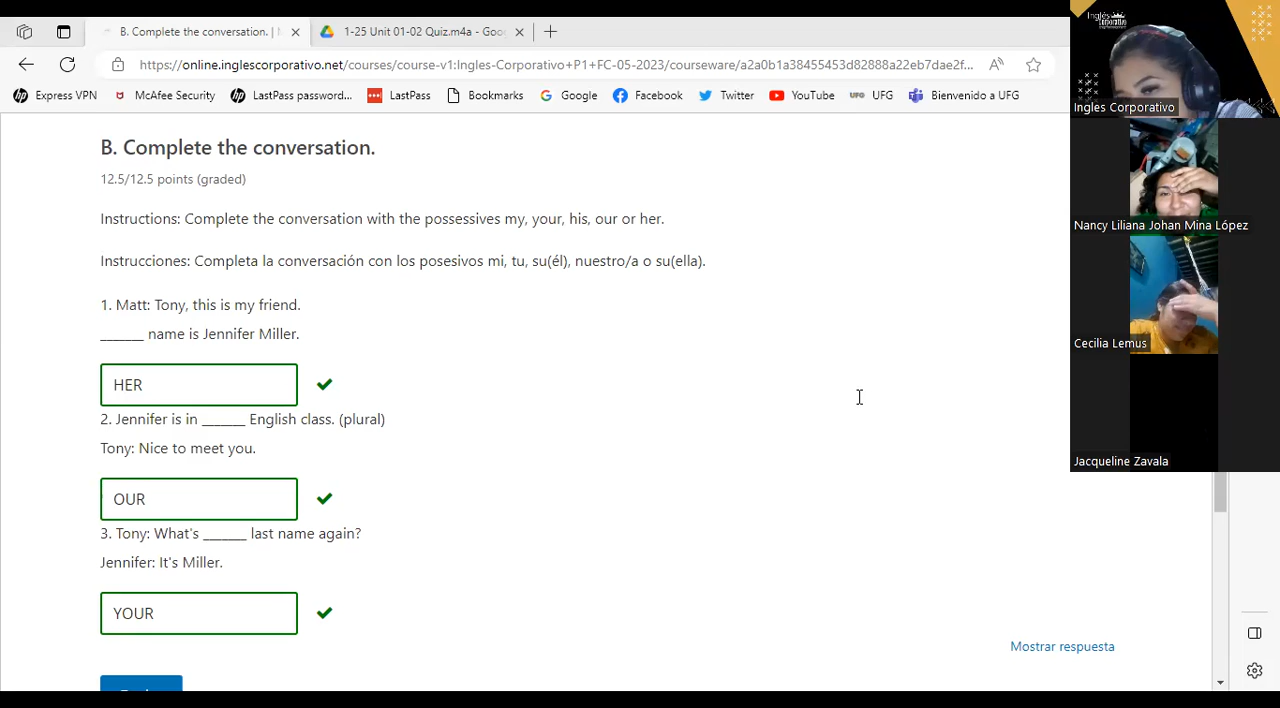 B. Complete the conversation. |
1-25 Unit 01&02 Quiz.m4a - Goo
https://online.inglescorporativo.net/courses/course-v1:Ingles-Corporativo+P1+FC-05-2023/courseware/a2a0b1a38455453d82888a22eb7dae2f...
Express VPN
McAfee Security
LastPass password...
LastPass
Bookmarks
Google
Facebook
Twitter
YouTube
UFG
Bienvenido a UFG
B. Complete the conversation.
12.5/12.5 points (graded)
Instructions: Complete the conversation with the possessives my, your, his, our or her.
Instrucciones: Completa la conversación con los posesivos mi, tu, su(él), nuestro/a o su(ella).
1. Matt: Tony, this is my friend.
______ name is Jennifer Miller.
HER
2. Jennifer is in ______ English class. (plural)
Tony: Nice to meet you.
OUR
3. Tony: What's ______ last name again?
Jennifer: It's Miller.
YOUR
Mostrar respuesta
Inglés
Corporativo
Ingles Corporativo
Nancy Liliana Johan Mina López
Cecilia Lemus
Jacqueline Zavala